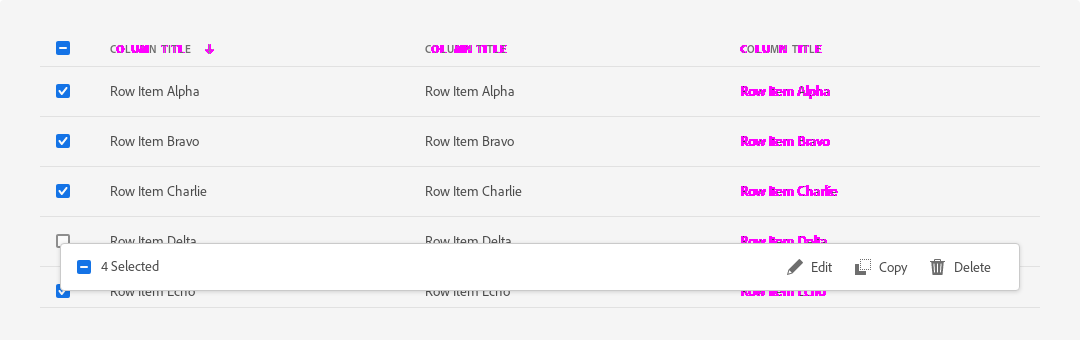 COLUMN TITLE COLUMN TITLE COLUMN TITLE
Row Item Alpha Row Item Alpha Row Item Alpha
Row Item Bravo Row Item Bravo Row Item Bravo
Row Item Charlie Row Item Charlie Row Item Charlie
Row Item Delta Row Item Delta Row Item Delta
4 Selected Edit Copy Delete
Row Item Echo Row Item Echo Row Item Echo